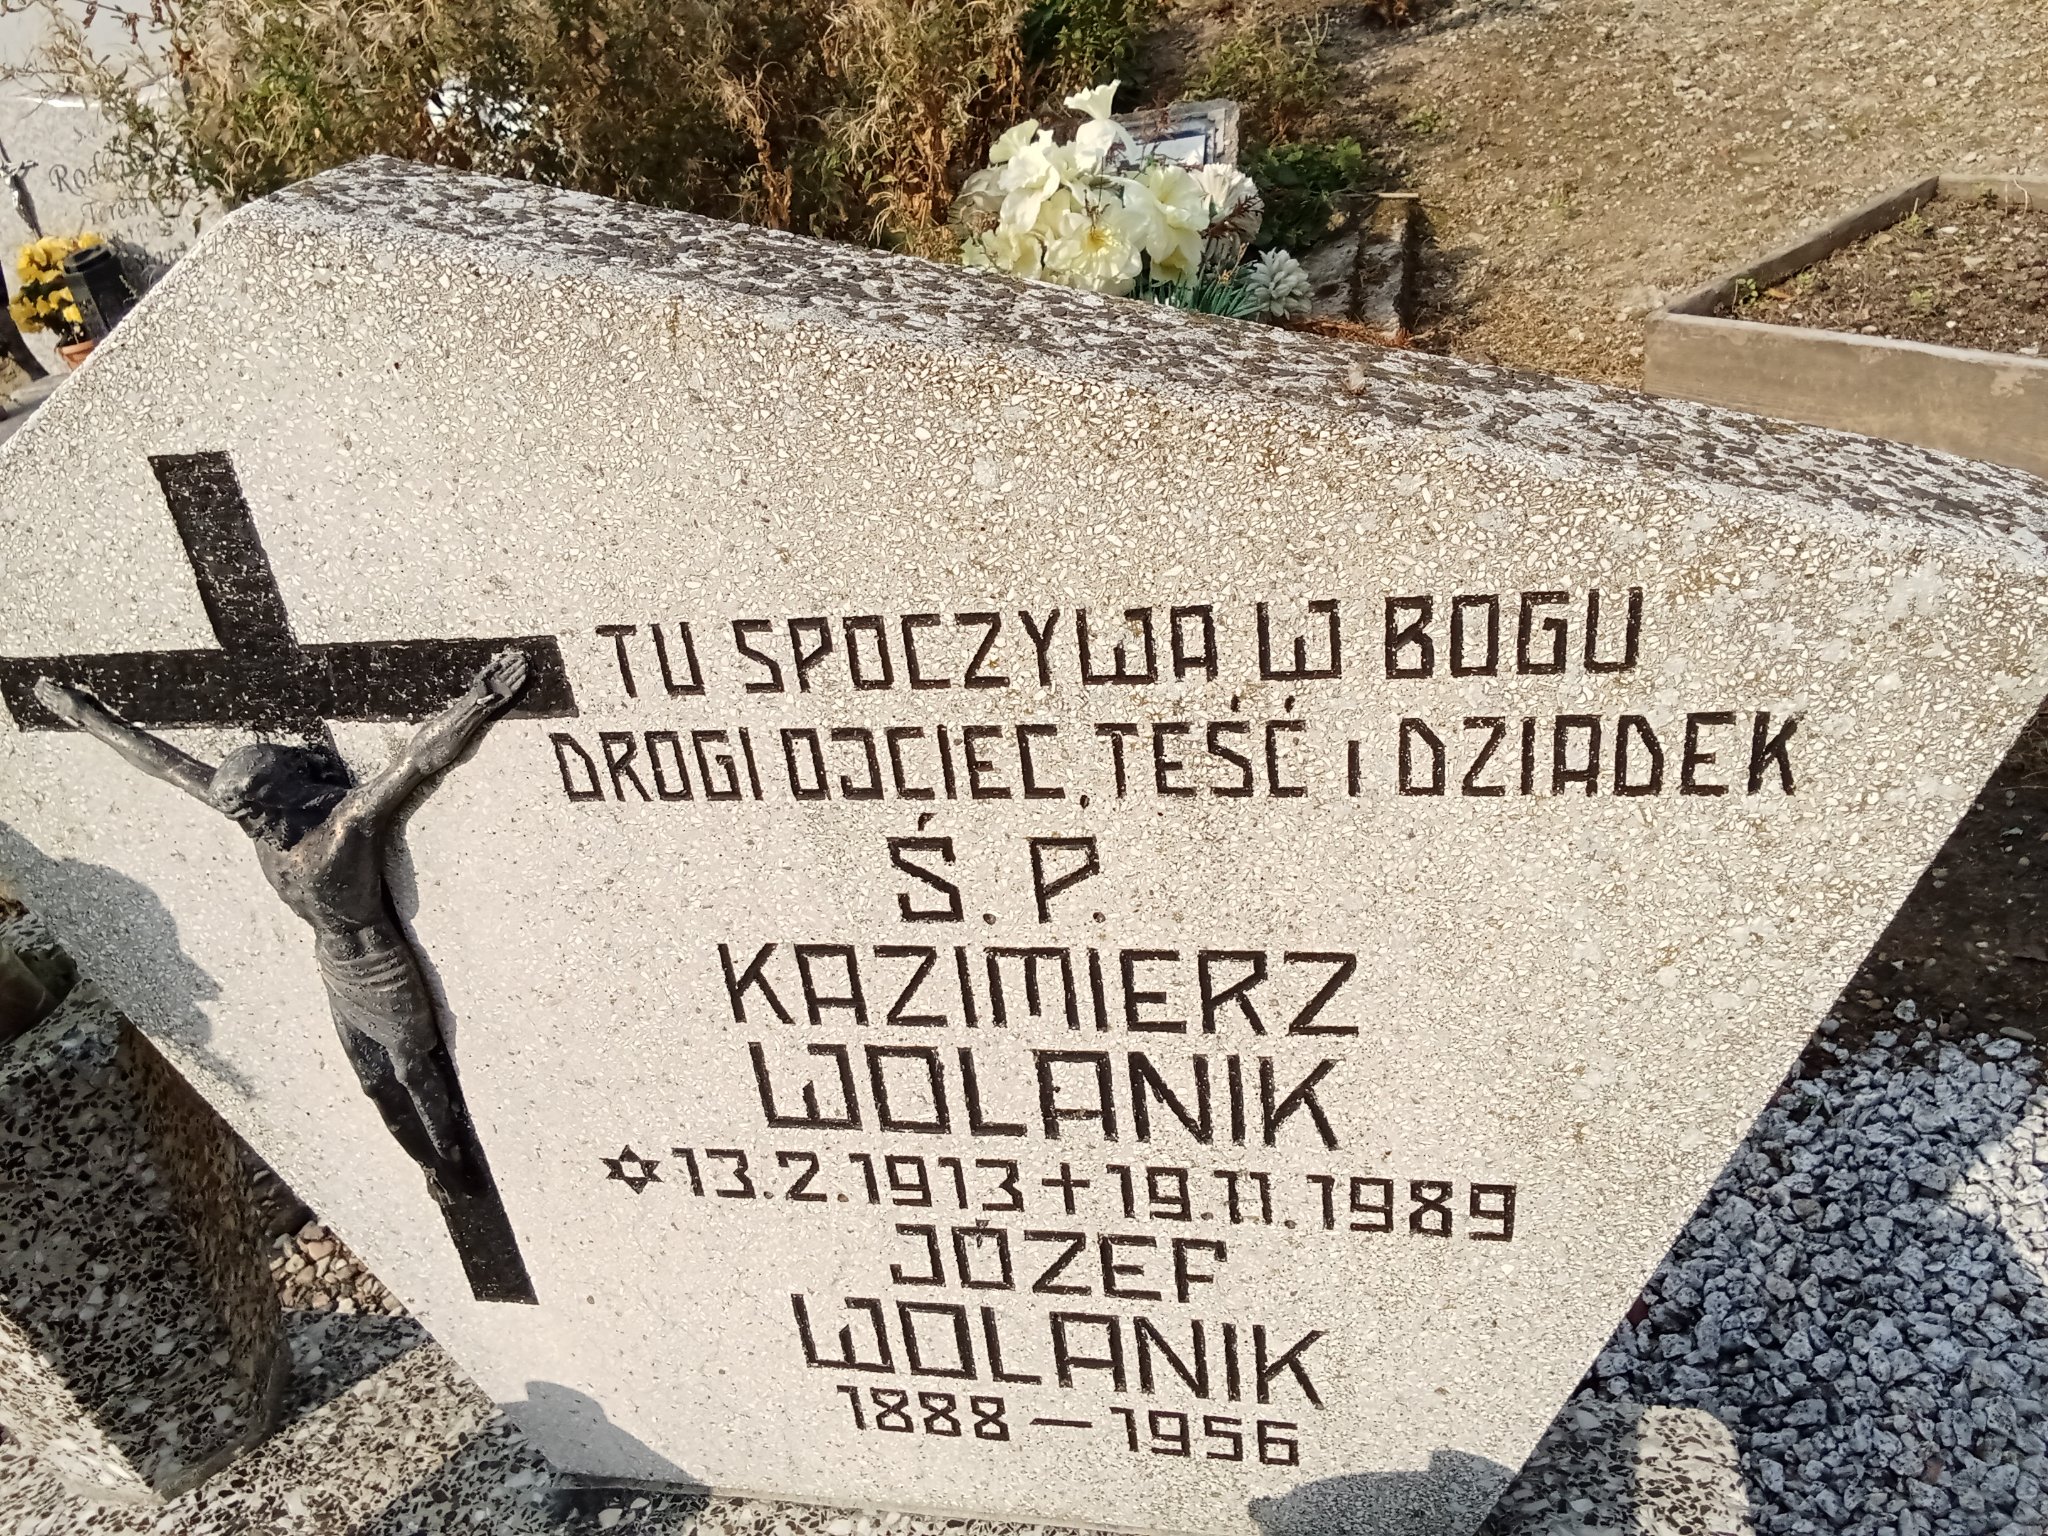 TU SPOCZYWA W BOGU
DROGI OJCIEC, TEŚĆ I DZIADEK
Ś. P.
KAZIMIERZ
WOLANIK
✡ 13.2.1913 + 19.11.1989
JÓZEF
WOLANIK
1888 — 1956